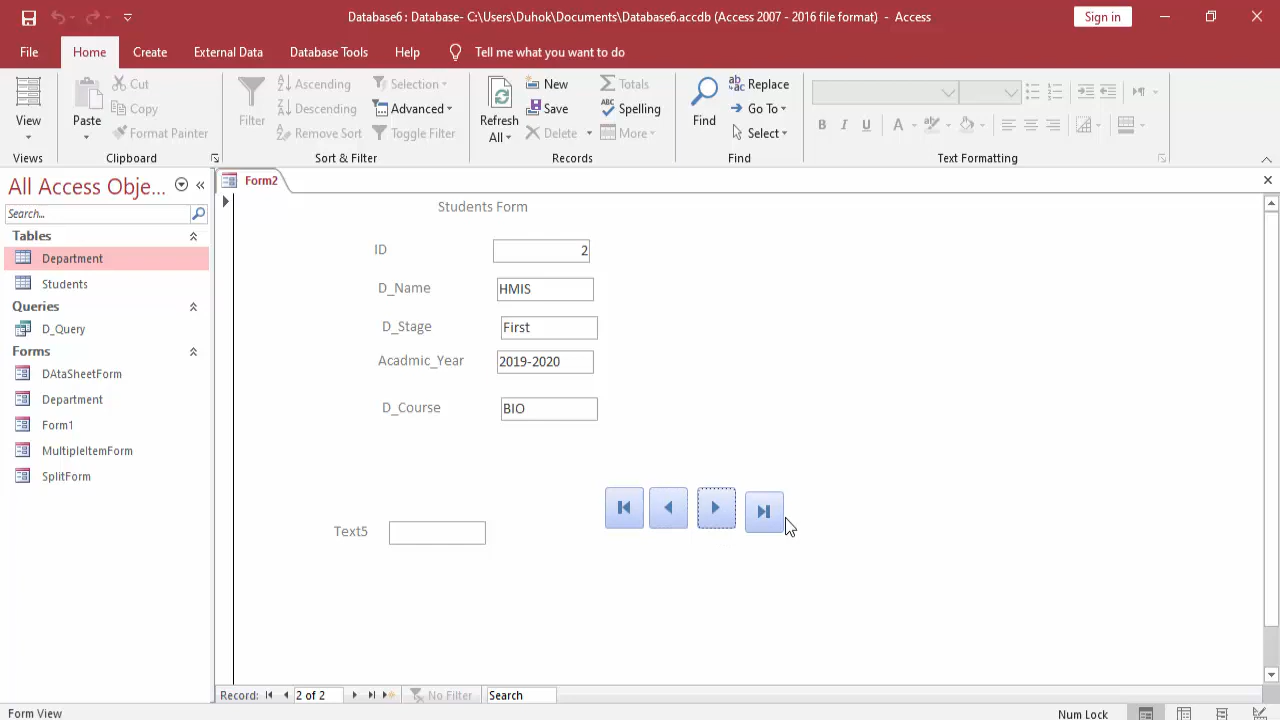 Database6 : Database- C:\Users\Duhok\Documents\Database6.accdb (Access 2007 - 2016 file format) - Access
Sign in
File Home Create External Data Database Tools Help Tell me what you want to do
View
Views
Paste
Cut
Copy
Format Painter
Clipboard
Filter
Ascending
Descending
Remove Sort
Selection
Advanced
Toggle Filter
Sort & Filter
Refresh
All
New
Save
Delete
Totals
Spelling
More
Records
Find
Replace
Go To
Select
Find
B I U A
Text Formatting
All Access Obje...
Search...
Tables
Department
Students
Queries
D_Query
Forms
DAtaSheetForm
Department
Form1
MultipleItemForm
SplitForm
Form2
Students Form
ID 2
D_Name HMIS
D_Stage First
Acadmic_Year 2019-2020
D_Course BIO
Text5
Record: 2 of 2 No Filter Search
Form View Num Lock